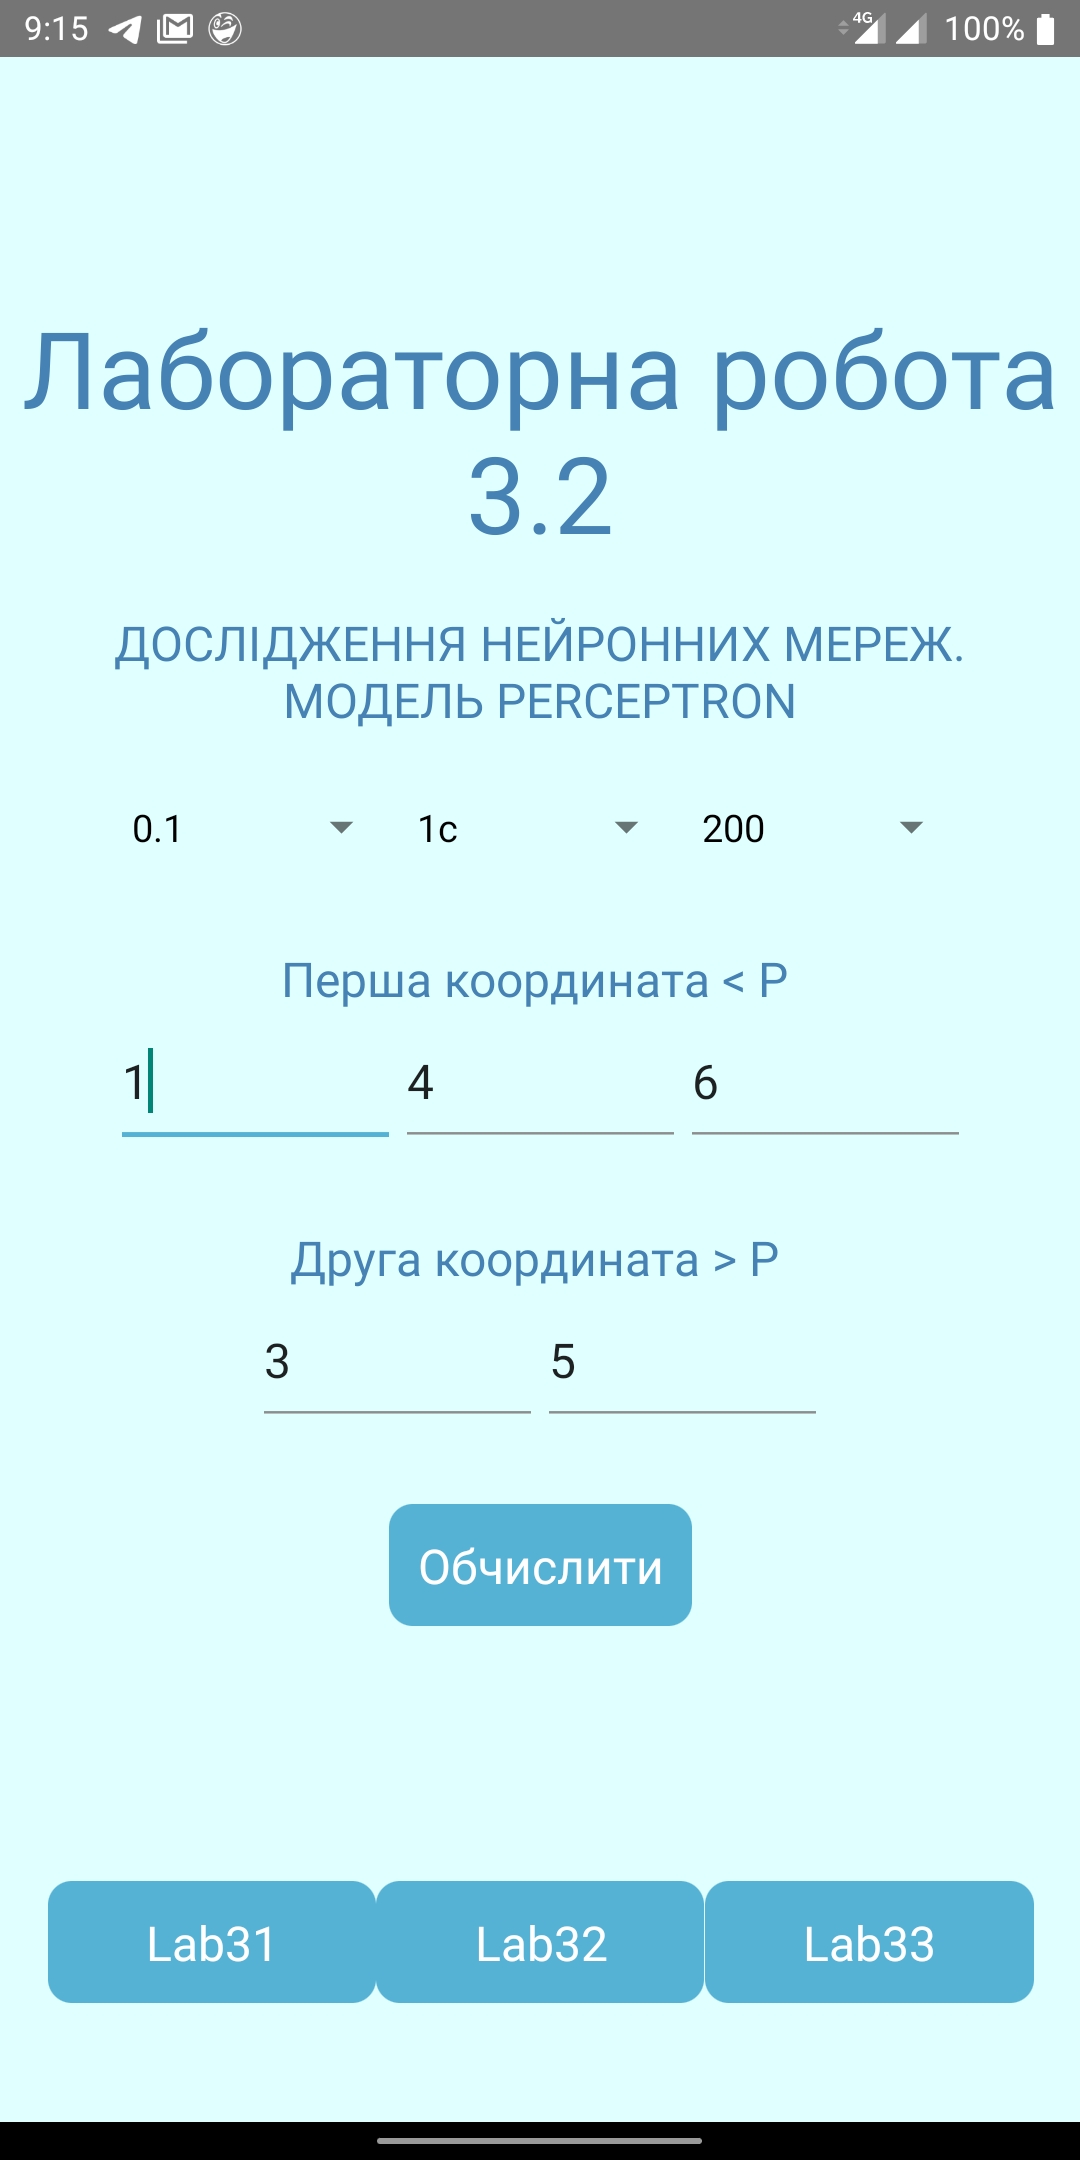 9:15 4G 100%
Лабораторна робота
3.2
ДОСЛІДЖЕННЯ НЕЙРОННИХ МЕРЕЖ.
МОДЕЛЬ PERCEPTRON
0.1 1с 200
Перша координата < P
1 4 6
Друга координата > P
3 5
Обчислити
Lab31 Lab32 Lab33